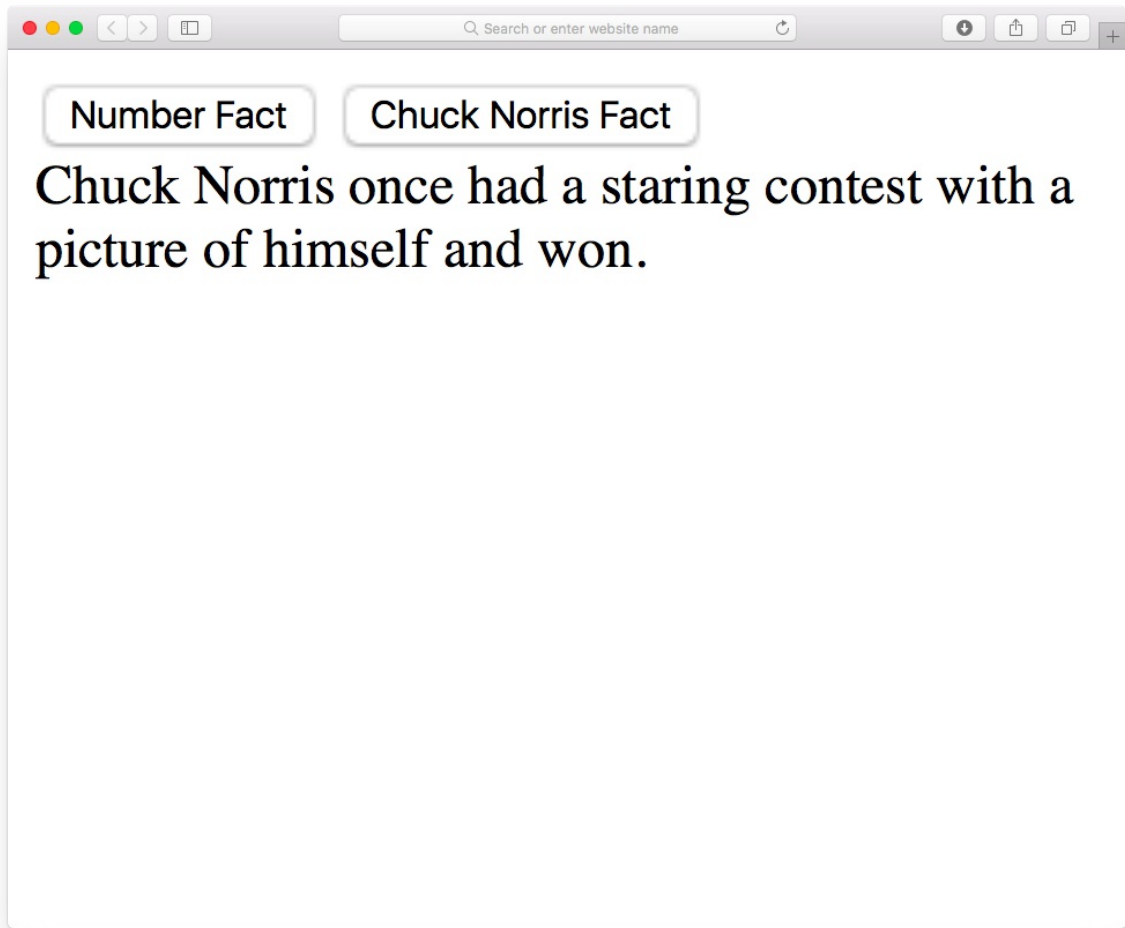 Search or enter website name
Number Fact Chuck Norris Fact
Chuck Norris once had a staring contest with a
picture of himself and won.